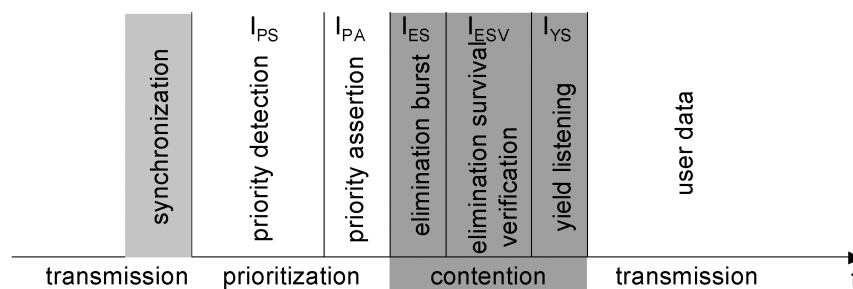 I_PS I_PA I_ES I_ESV I_YS
synchronization
priority detection
priority assertion
elimination burst
elimination survival
verification
yield listening
user data
transmission prioritization contention transmission